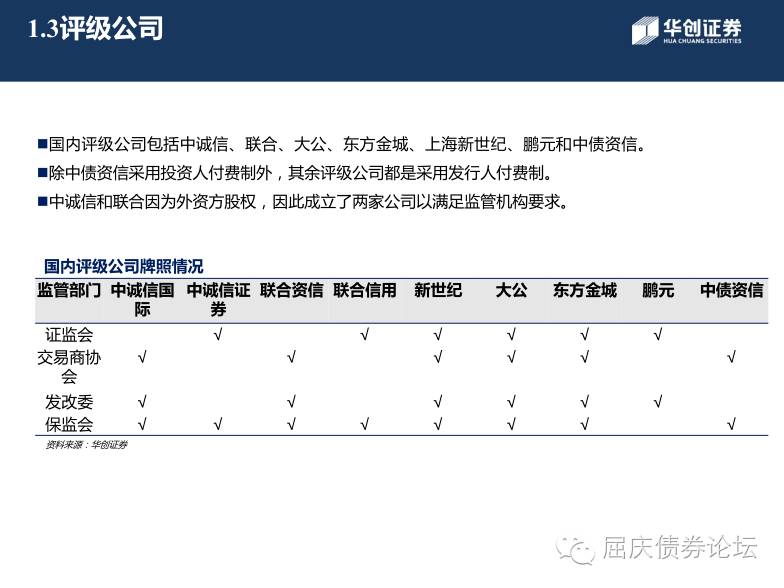 1.3评级公司
华创证券
HUA CHUANG SECURITIES
■国内评级公司包括中诚信、联合、大公、东方金城、上海新世纪、鹏元和中债资信。
■除中债资信采用投资人付费制外，其余评级公司都是采用发行人付费制。
■中诚信和联合因为外资方股权，因此成立了两家公司以满足监管机构要求。
国内评级公司牌照情况
监管部门 中诚信国际 中诚信证券 联合资信 联合信用 新世纪 大公 东方金城 鹏元 中债资信
证监会 √ √ √ √ √ √
交易商协会 √ √ √ √ √ √
发改委 √ √ √ √ √ √
保监会 √ √ √ √ √ √ √ √
资料来源：华创证券
屈庆债券论坛